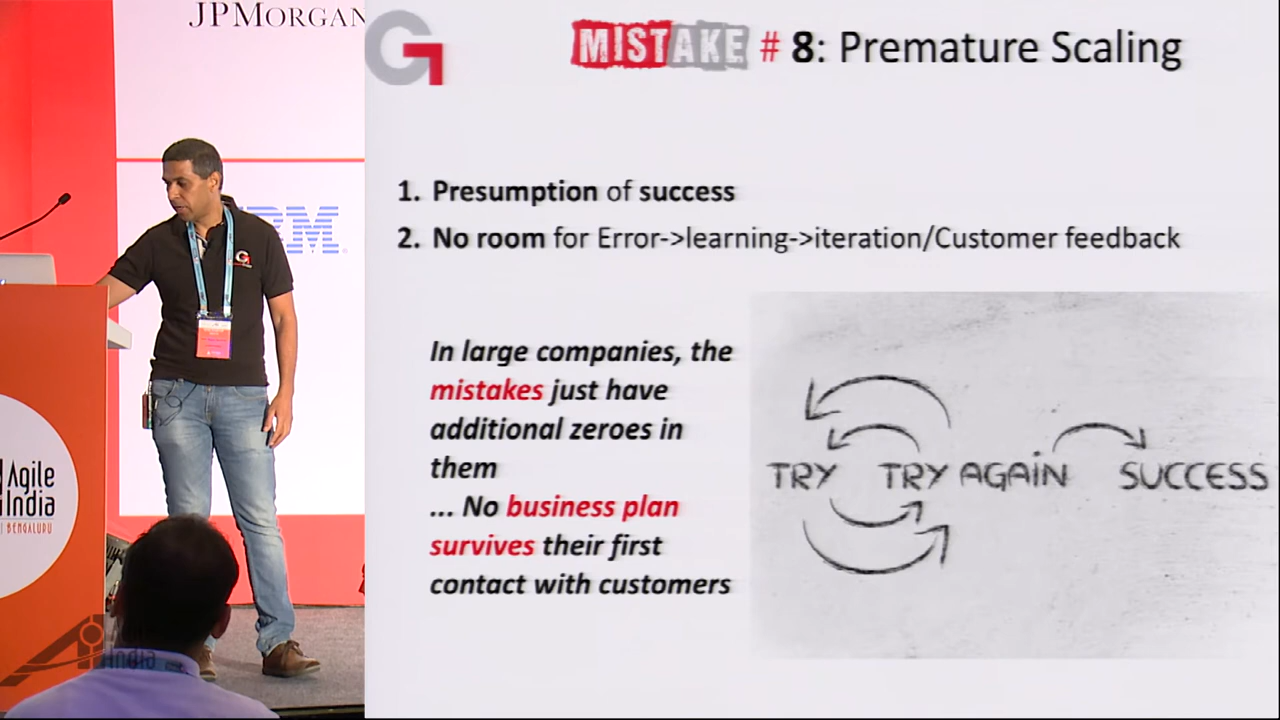 JPMORGAN
MISTAKE # 8: Premature Scaling
1. Presumption of success
2. No room for Error->learning->iteration/Customer feedback
In large companies, the
mistakes just have
additional zeroes in
them
... No business plan
survives their first
contact with customers
TRY TRY AGAIN SUCCESS
Agile
India
BENGALURU
India